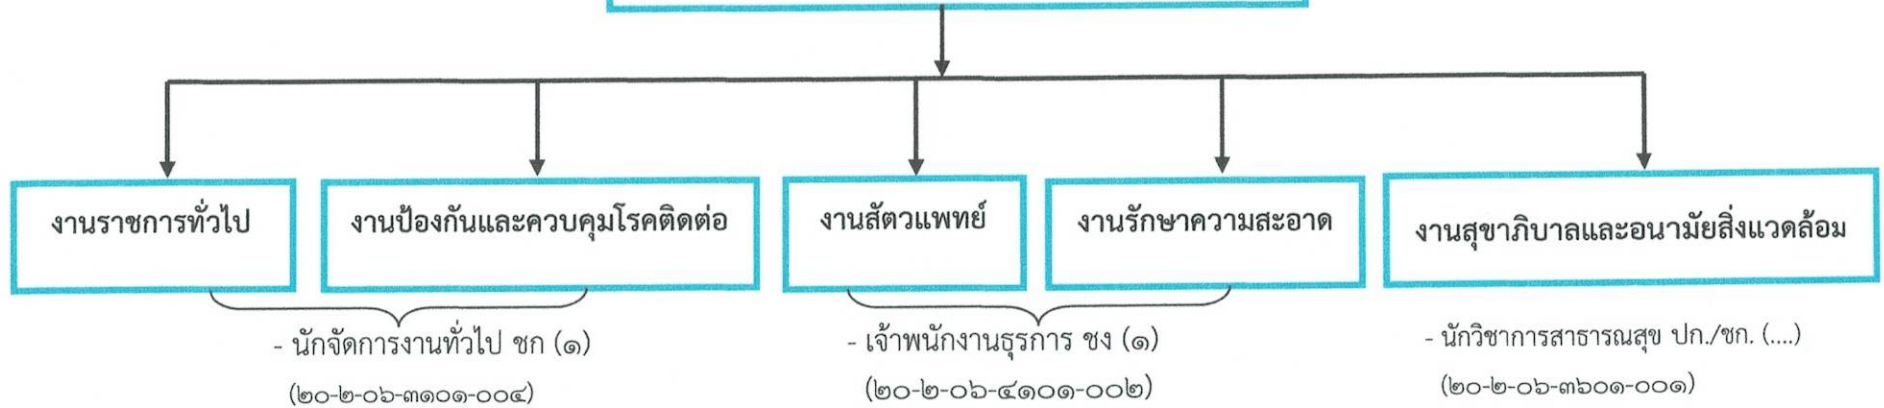 งานราชการทั่วไป
งานป้องกันและควบคุมโรคติดต่อ
งานสัตวแพทย์
งานรักษาความสะอาด
งานสุขาภิบาลและอนามัยสิ่งแวดล้อม
- นักจัดการงานทั่วไป ชก (๑)
(๒๐-๒-๐๖-๓๑๐๑-๐๐๔)
- เจ้าพนักงานธุรการ ชง (๑)
(๒๐-๒-๐๖-๔๑๐๑-๐๐๒)
- นักวิชาการสาธารณสุข ปก./ชก. (....)
(๒๐-๒-๐๖-๓๖๐๑-๐๐๑)